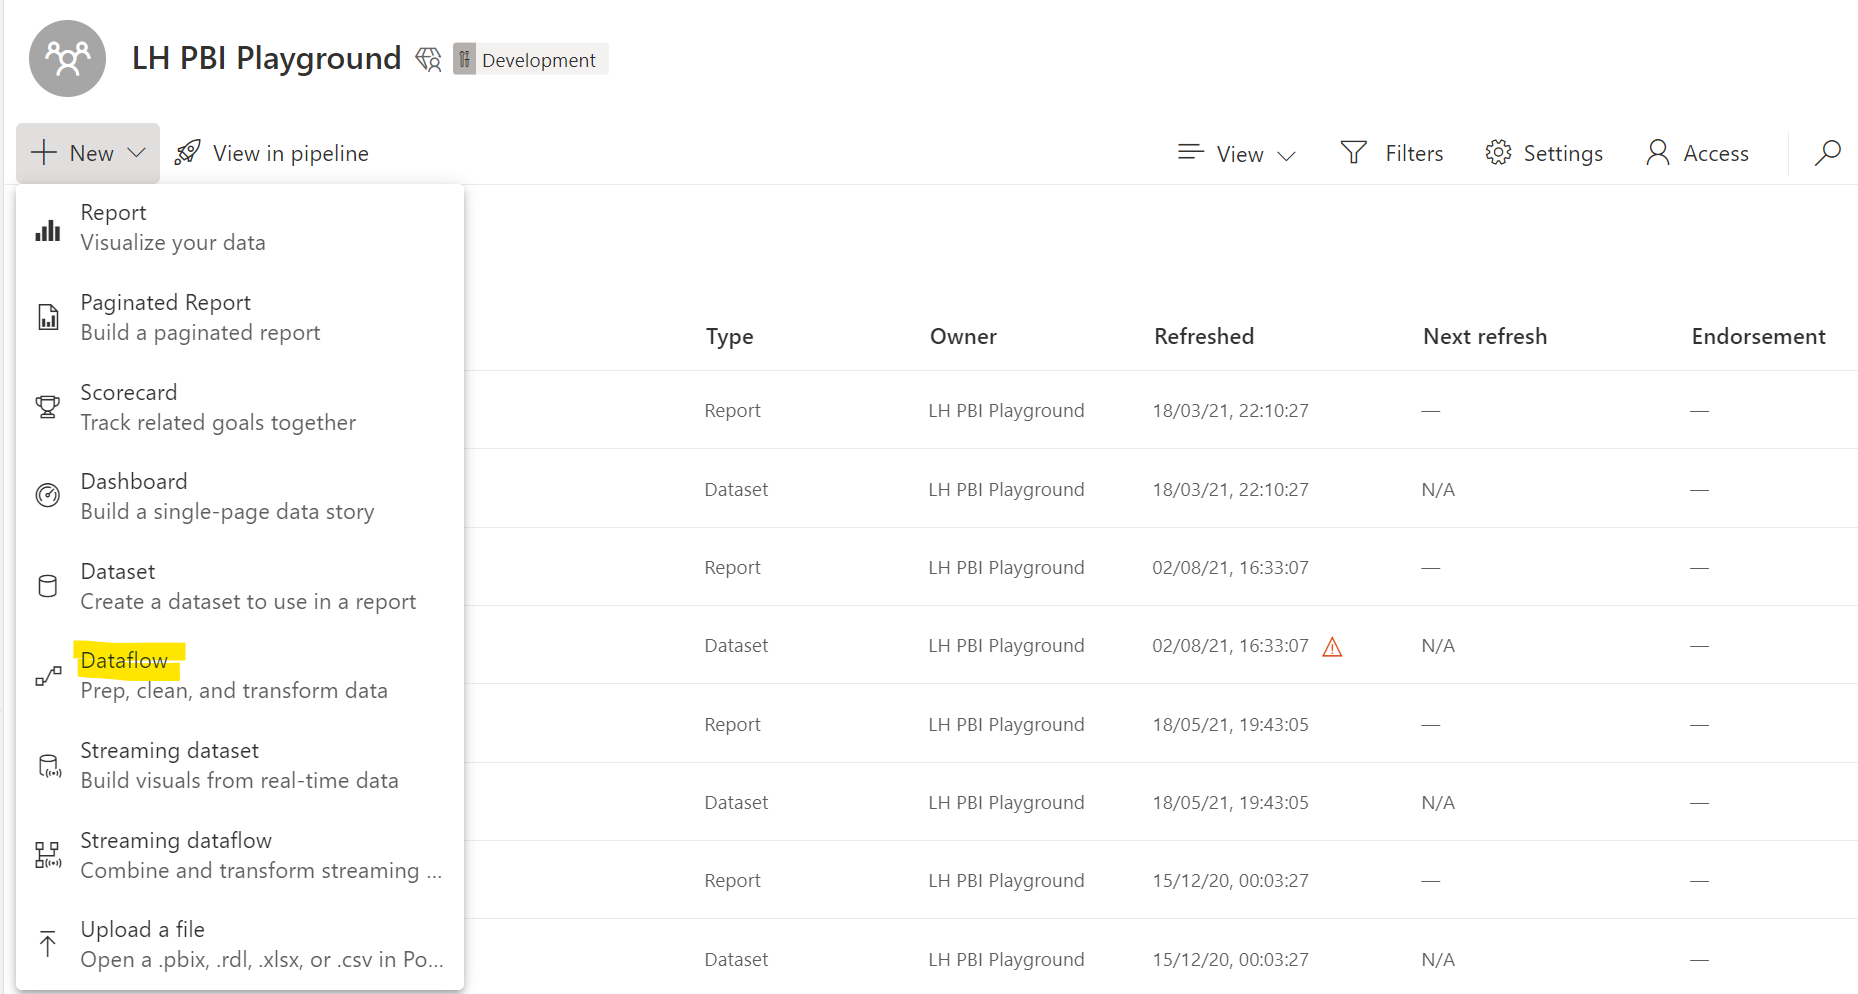 LH PBI Playground
Development
New
View in pipeline
View
Filters
Settings
Access
Report
Visualize your data
Paginated Report
Build a paginated report
Scorecard
Track related goals together
Dashboard
Build a single-page data story
Dataset
Create a dataset to use in a report
Dataflow
Prep, clean, and transform data
Streaming dataset
Build visuals from real-time data
Streaming dataflow
Combine and transform streaming ...
Upload a file
Open a .pbix, .rdl, .xlsx, or .csv in Po...
Type Owner Refreshed Next refresh Endorsement
Report LH PBI Playground 18/03/21, 22:10:27 — —
Dataset LH PBI Playground 18/03/21, 22:10:27 N/A —
Report LH PBI Playground 02/08/21, 16:33:07 — —
Dataset LH PBI Playground 02/08/21, 16:33:07 N/A —
Report LH PBI Playground 18/05/21, 19:43:05 — —
Dataset LH PBI Playground 18/05/21, 19:43:05 N/A —
Report LH PBI Playground 15/12/20, 00:03:27 — —
Dataset LH PBI Playground 15/12/20, 00:03:27 N/A —